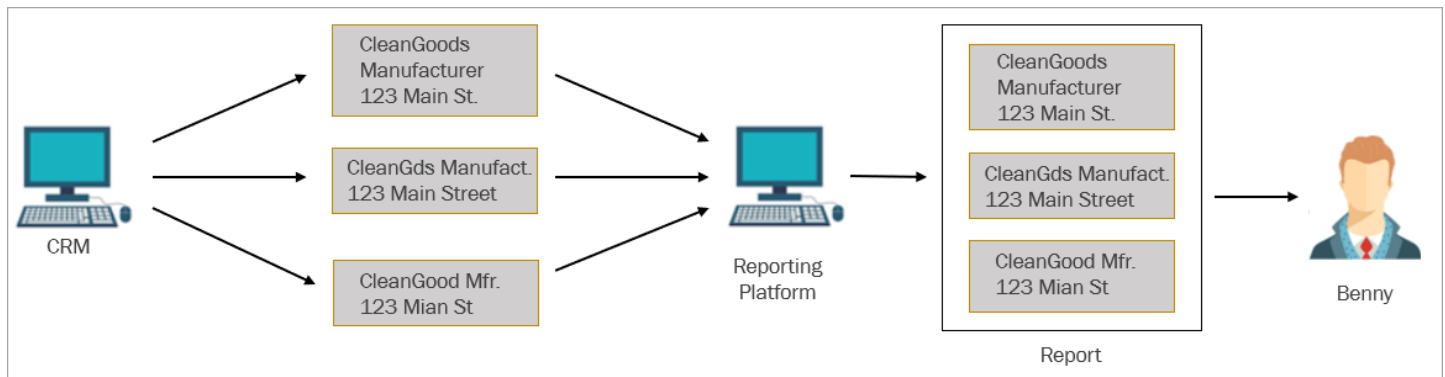 CRM
CleanGoods
Manufacturer
123 Main St.
CleanGds Manufact.
123 Main Street
CleanGood Mfr.
123 Mian St
Reporting
Platform
CleanGoods
Manufacturer
123 Main St.
CleanGds Manufact.
123 Main Street
CleanGood Mfr.
123 Mian St
Report
Benny